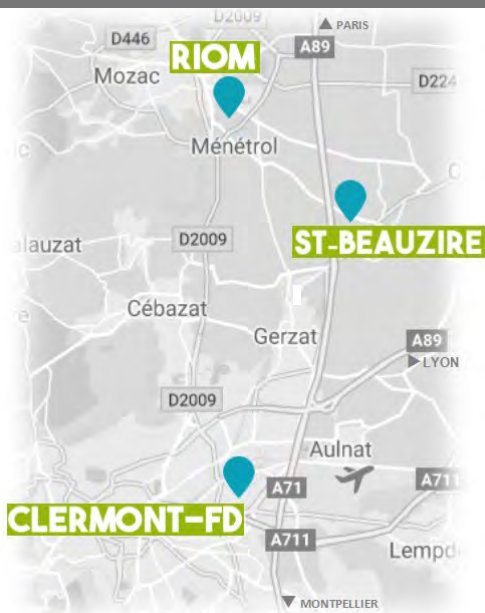 D2009
PARIS
D446
A89
RIOM
Mozac
D224
Ménétrol
ST-BEAUZIRE
D2009
Cébazat
Gerzat
A89
LYON
D2009
Aulnat
A71
A711
CLERMONT-FD
A711
MONTPELLIER